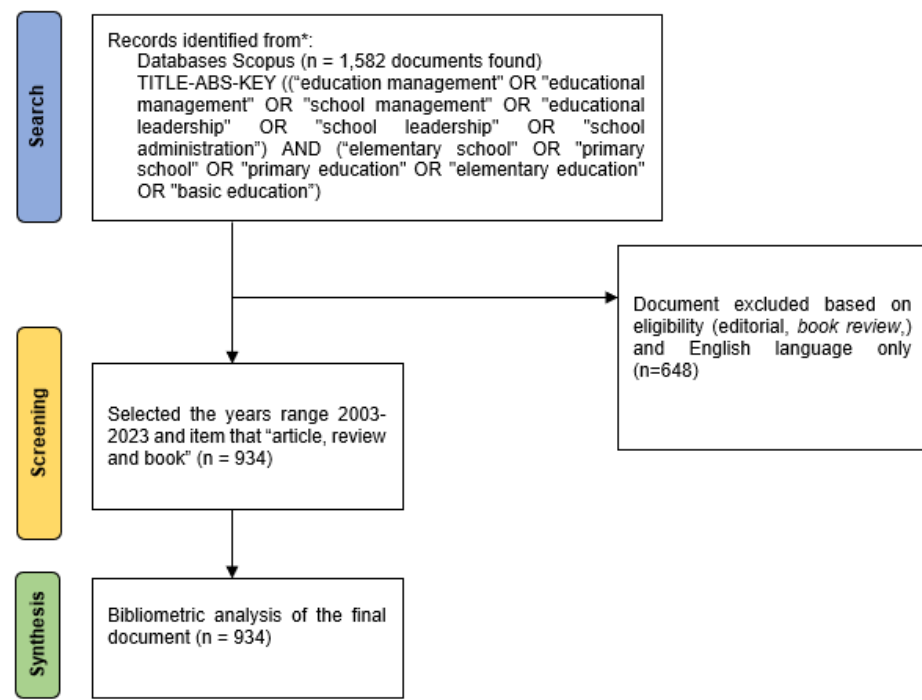 Search
Records identified from*:
Databases Scopus (n = 1,582 documents found)
TITLE-ABS-KEY ((“education management" OR "educational
management" OR "school management" OR "educational
leadership" OR "school leadership" OR "school
administration”) AND (“elementary school" OR "primary
school" OR "primary education" OR "elementary education"
OR "basic education”)
Document excluded based on
eligibility (editorial, book review,)
and English language only
(n=648)
Screening
Selected the years range 2003-
2023 and item that “article, review
and book” (n = 934)
Synthesis
Bibliometric analysis of the final
document (n = 934)